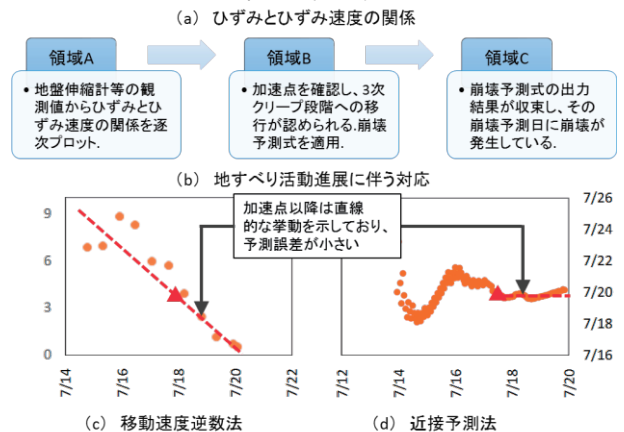 (a) ひずみとひずみ速度の関係
領域A
領域B
領域C
• 地盤伸縮計等の観
測値からひずみとひ
ずみ速度の関係を逐
次プロット.
• 加速点を確認し、3次
クリープ段階への移
行が認められる.崩壊
予測式を適用.
• 崩壊予測式の出力
結果が収束し、その
崩壊予測日に崩壊が
発生している.
(b) 地すべり活動進展に伴う対応
加速点以降は直線
的な挙動を示しており、
予測誤差が小さい
9
6
3
0
7/14
7/16
7/18
7/20
7/22
7/26
7/24
7/22
7/20
7/18
7/16
7/12
7/14
7/16
7/18
7/20
(c) 移動速度逆数法
(d) 近接予測法